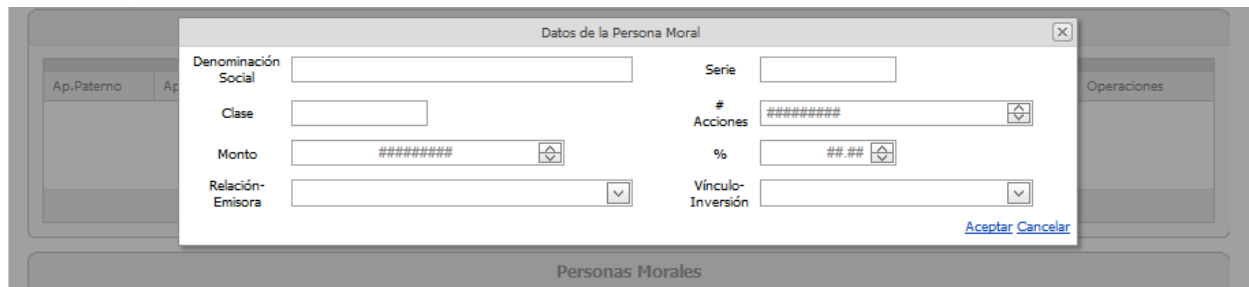 Datos de la Persona Moral
Denominación
Social
Serie
Ap.Paterno
Ap
Operaciones
Clase
#
Acciones
#########
Monto
#########
%
##.##
Relación-
Emisora
Vínculo-
Inversión
Aceptar Cancelar
Personas Morales